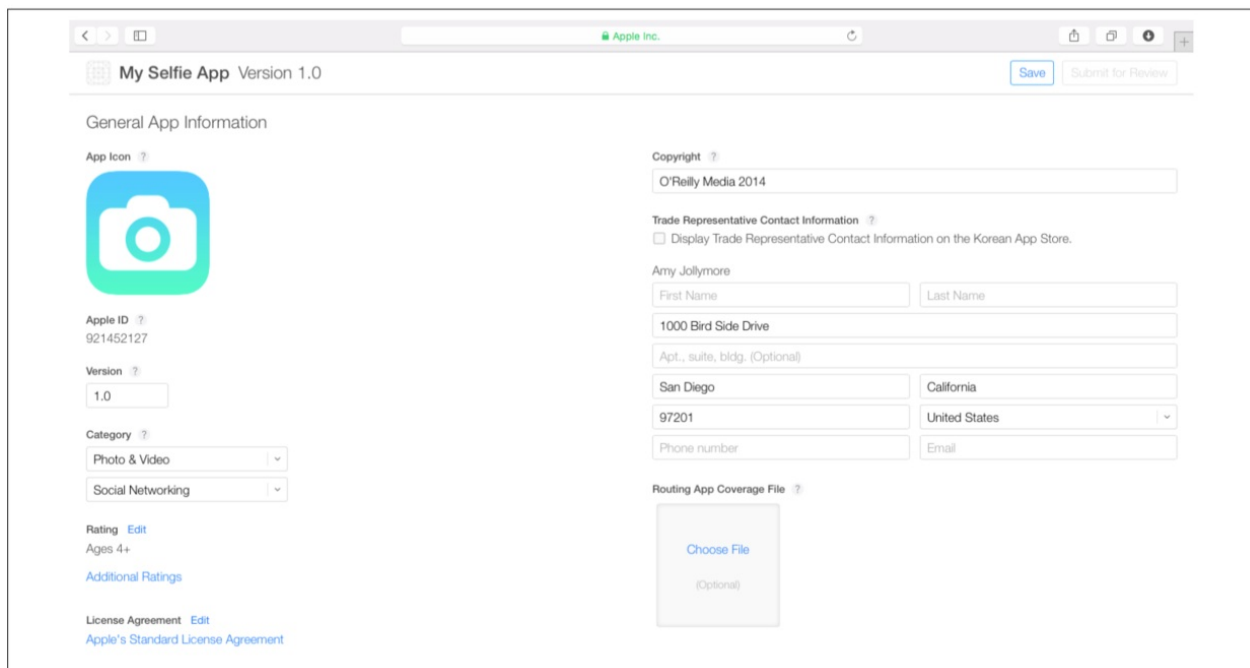 Apple Inc.
My Selfie App Version 1.0
Save
Submit for Review
General App Information
App Icon ?
Apple ID ?
921452127
Version ?
1.0
Category ?
Photo & Video
Social Networking
Rating Edit
Ages 4+
Additional Ratings
License Agreement Edit
Apple's Standard License Agreement
Copyright ?
O'Reilly Media 2014
Trade Representative Contact Information ?
Display Trade Representative Contact Information on the Korean App Store.
Amy Jollymore
First Name
Last Name
1000 Bird Side Drive
Apt., suite, bldg. (Optional)
San Diego
California
97201
United States
Phone number
Email
Routing App Coverage File ?
Choose File
(Optional)